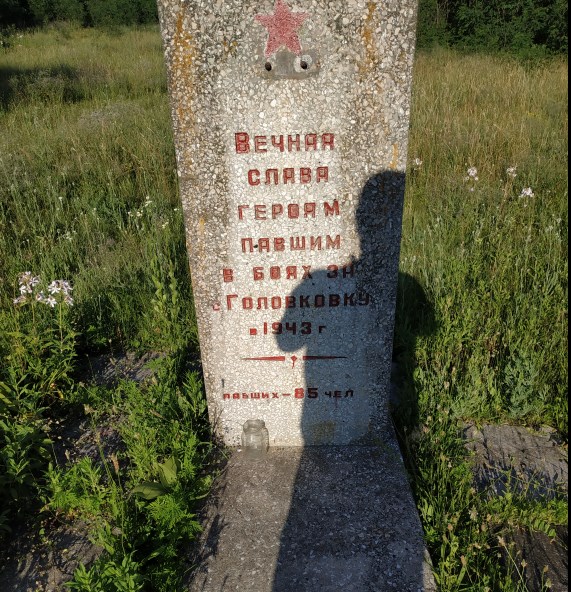 Вечная
слава
героям
павшим
в боях за
с Головковку
в 1943 г
павших – 85 чел